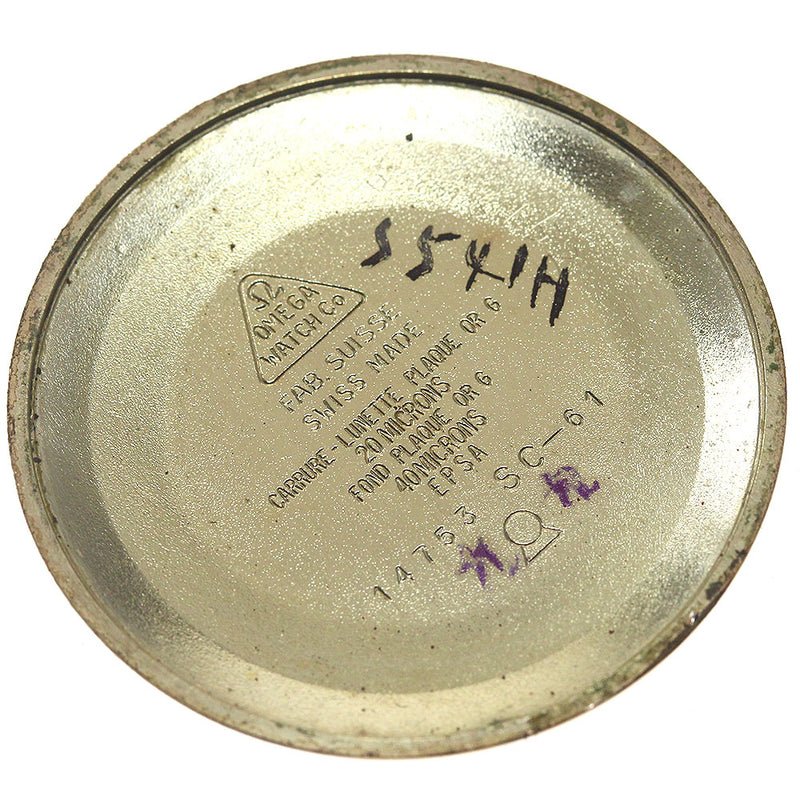 S541H
Ω
OMEGA
WATCH Co
FAB. SUISSE
SWISS MADE
CARRURE - LUNETTE PLAQUE OR G
20 MICRONS
FOND PLAQUE OR G
40 MICRONS
EPSA
14753 SC-61